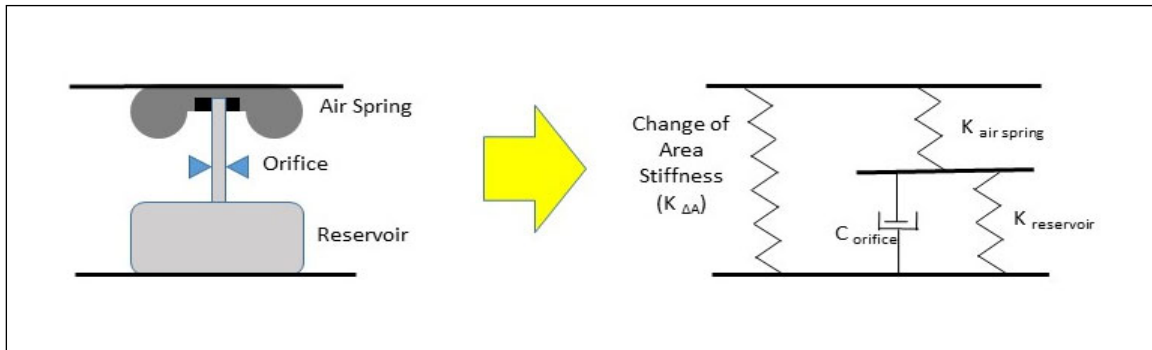 Air Spring
Orifice
Reservoir
Change of
Area
Stiffness
(K ΔA)
K air spring
C orifice
K reservoir